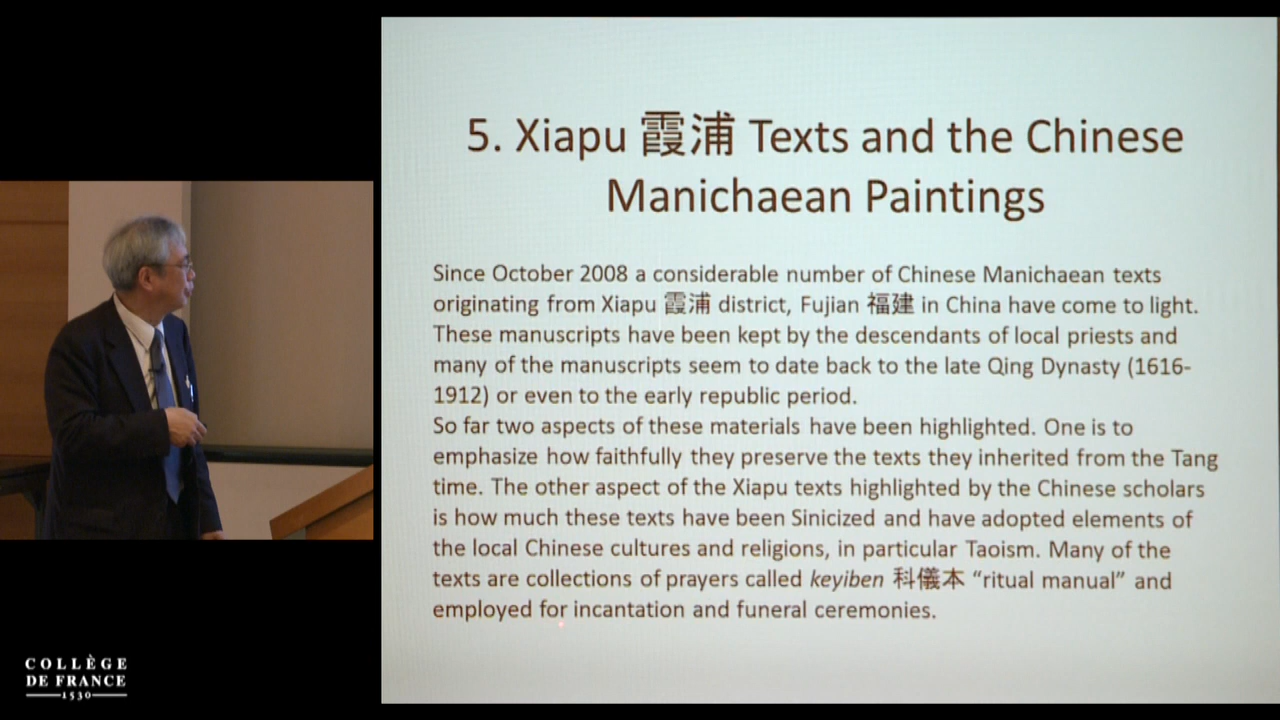 5. Xiapu 霞浦 Texts and the Chinese
Manichaean Paintings
Since October 2008 a considerable number of Chinese Manichaean texts
originating from Xiapu 霞浦 district, Fujian 福建 in China have come to light.
These manuscripts have been kept by the descendants of local priests and
many of the manuscripts seem to date back to the late Qing Dynasty (1616-
1912) or even to the early republic period.
So far two aspects of these materials have been highlighted. One is to
emphasize how faithfully they preserve the texts they inherited from the Tang
time. The other aspect of the Xiapu texts highlighted by the Chinese scholars
is how much these texts have been Sinicized and have adopted elements of
the local Chinese cultures and religions, in particular Taoism. Many of the
texts are collections of prayers called keyiben 科儀本 “ritual manual” and
employed for incantation and funeral ceremonies.
COLLÈGE
DE FRANCE
1530